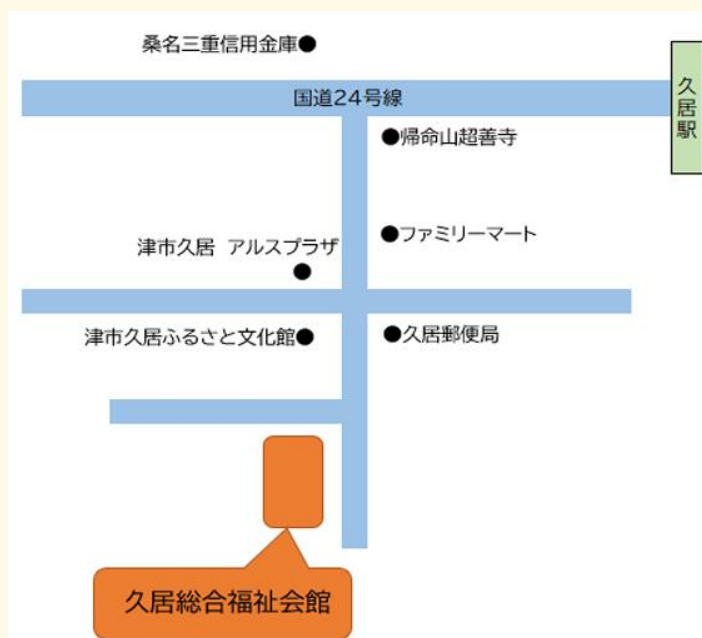 桑名三重信用金庫●
国道24号線
久居駅
●帰命山超善寺
●ファミリーマート
津市久居 アルスプラザ
●
津市久居ふるさと文化館●
●久居郵便局
久居総合福祉会館